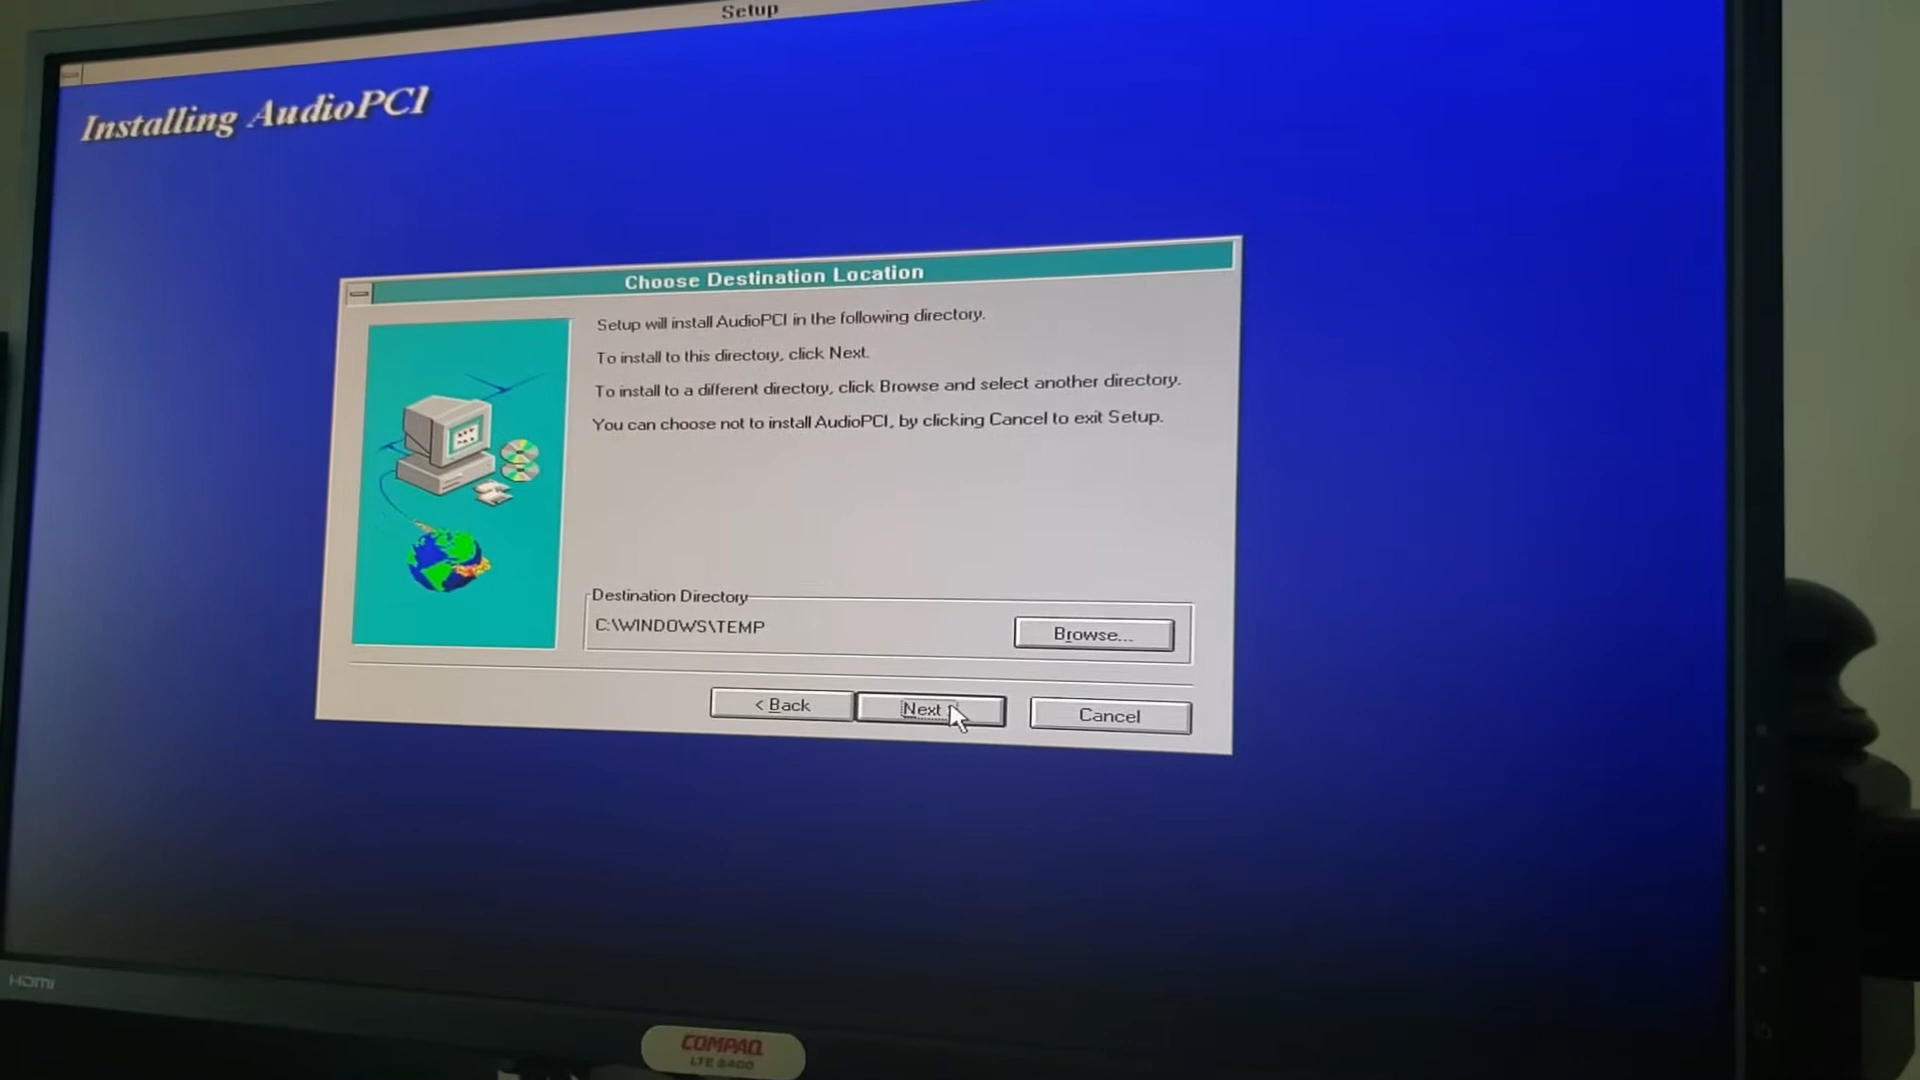 Setup
Installing AudioPCI
Choose Destination Location
Setup will install AudioPCI in the following directory.
To install to this directory, click Next.
To install to a different directory, click Browse and select another directory.
You can choose not to install AudioPCI, by clicking Cancel to exit Setup.
Destination Directory
C:\WINDOWS\TEMP
Browse...
< Back
Next
Cancel
HDMI
COMPAQ
LTE 5400